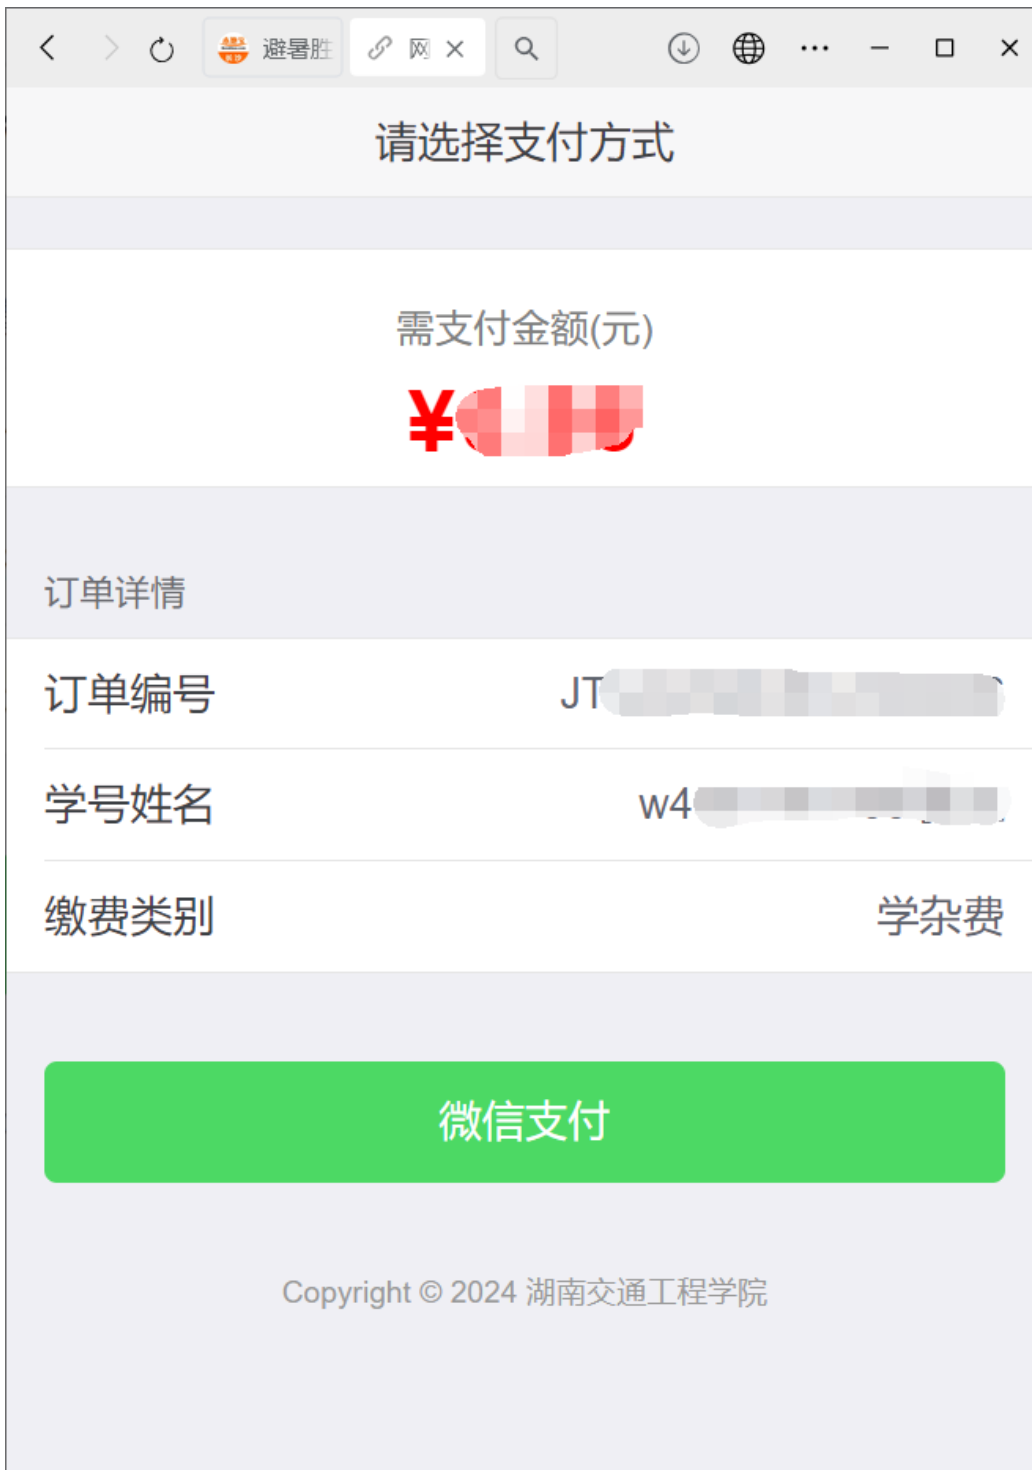 避暑胜
网
请选择支付方式
需支付金额(元)
¥
订单详情
订单编号 JT
学号姓名 w4
缴费类别 学杂费
微信支付
Copyright © 2024 湖南交通工程学院